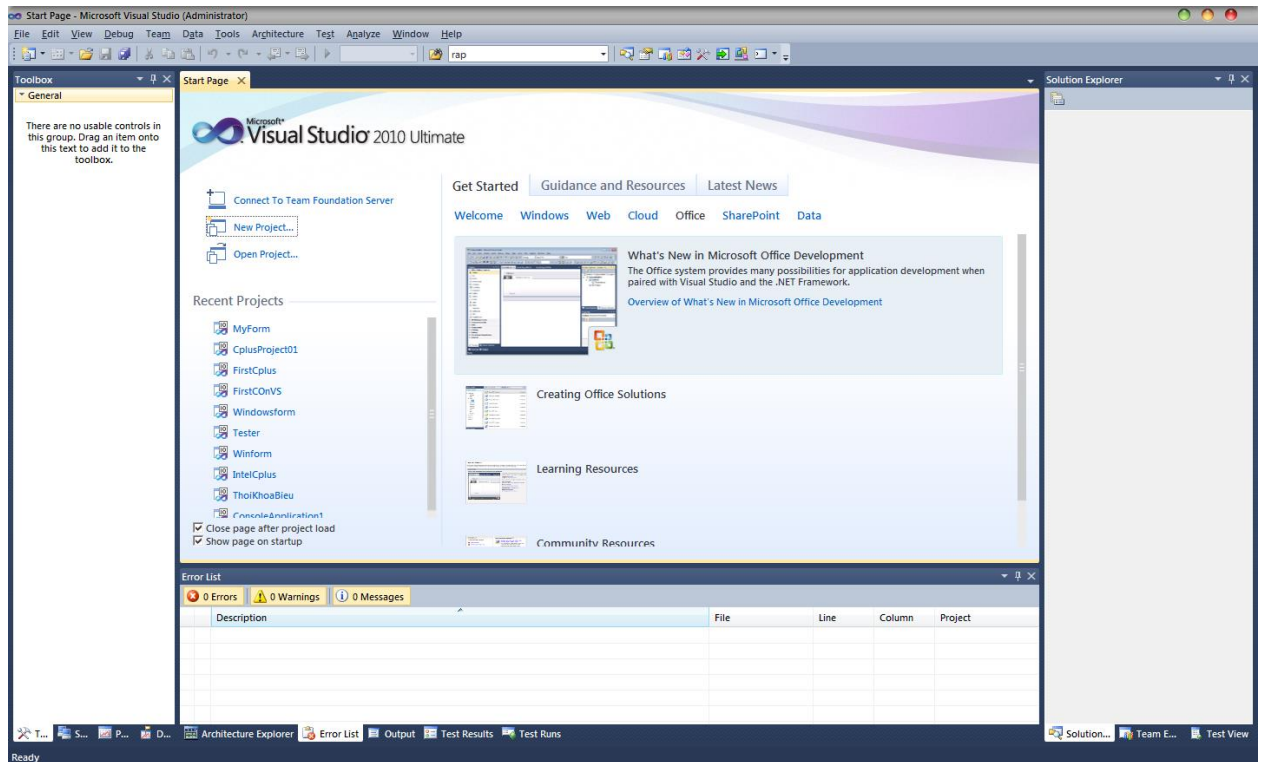 Start Page - Microsoft Visual Studio (Administrator)
File Edit View Debug Team Data Tools Architecture Test Analyze Window Help
rap
Toolbox
General
There are no usable controls in
this group. Drag an item onto
this text to add it to the
toolbox.
Start Page
Microsoft
Visual Studio 2010 Ultimate
Connect To Team Foundation Server
New Project...
Open Project...
Recent Projects
MyForm
CplusProject01
FirstCplus
FirstCOnVS
Windowsform
Tester
Winform
IntelCplus
ThoiKhoaBieu
ConsoleApplication1
Close page after project load
Show page on startup
Get Started Guidance and Resources Latest News
Welcome Windows Web Cloud Office SharePoint Data
What's New in Microsoft Office Development
The Office system provides many possibilities for application development when
paired with Visual Studio and the .NET Framework.
Overview of What's New in Microsoft Office Development
Creating Office Solutions
Learning Resources
Community Resources
Solution Explorer
Error List
0 Errors 0 Warnings 0 Messages
Description File Line Column Project
T... S... P... D...
Architecture Explorer Error List Output Test Results Test Runs
Solution... Team E... Test View
Ready